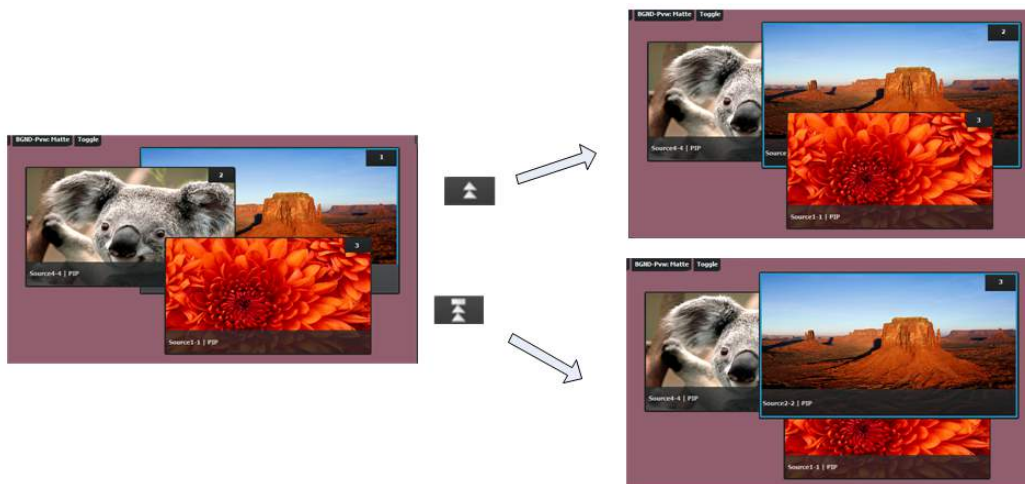 BGND-Pvw: Matte Toggle
1
2
3
Source4-4 | PIP
Source1-1 | PIP
BGND-Pvw: Matte Toggle
2
3
Source4-4 | PIP
Source
Source1-1 | PIP
BGND-Pvw: Matte Toggle
3
Source4-4 | PIP
Source2-2 | PIP
Source1-1 | PIP